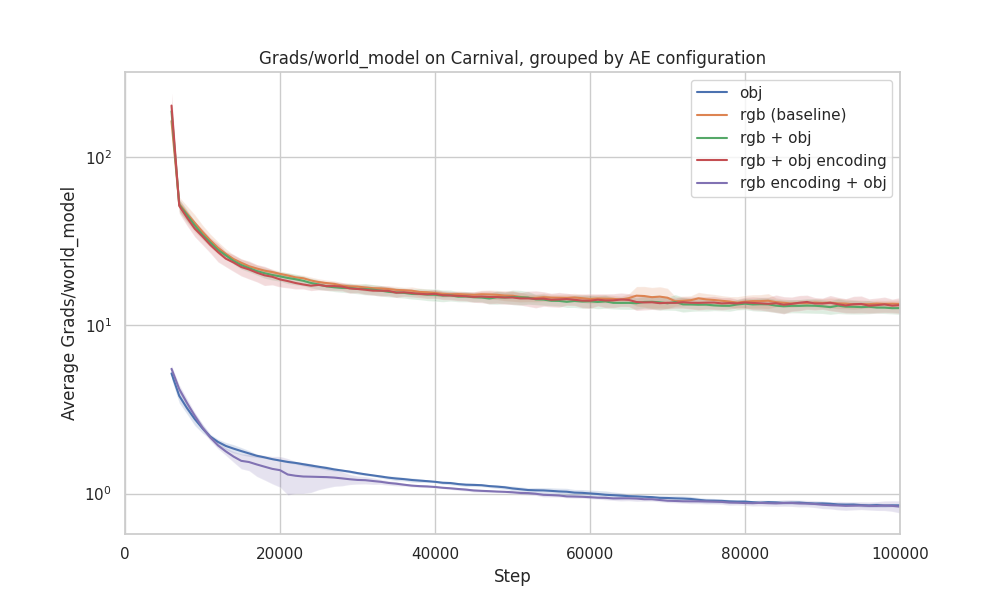 Grads/world_model on Carnival, grouped by AE configuration
obj
rgb (baseline)
rgb + obj
rgb + obj encoding
rgb encoding + obj
Average Grads/world_model
10²
10¹
10⁰
0
20000
40000
60000
80000
100000
Step